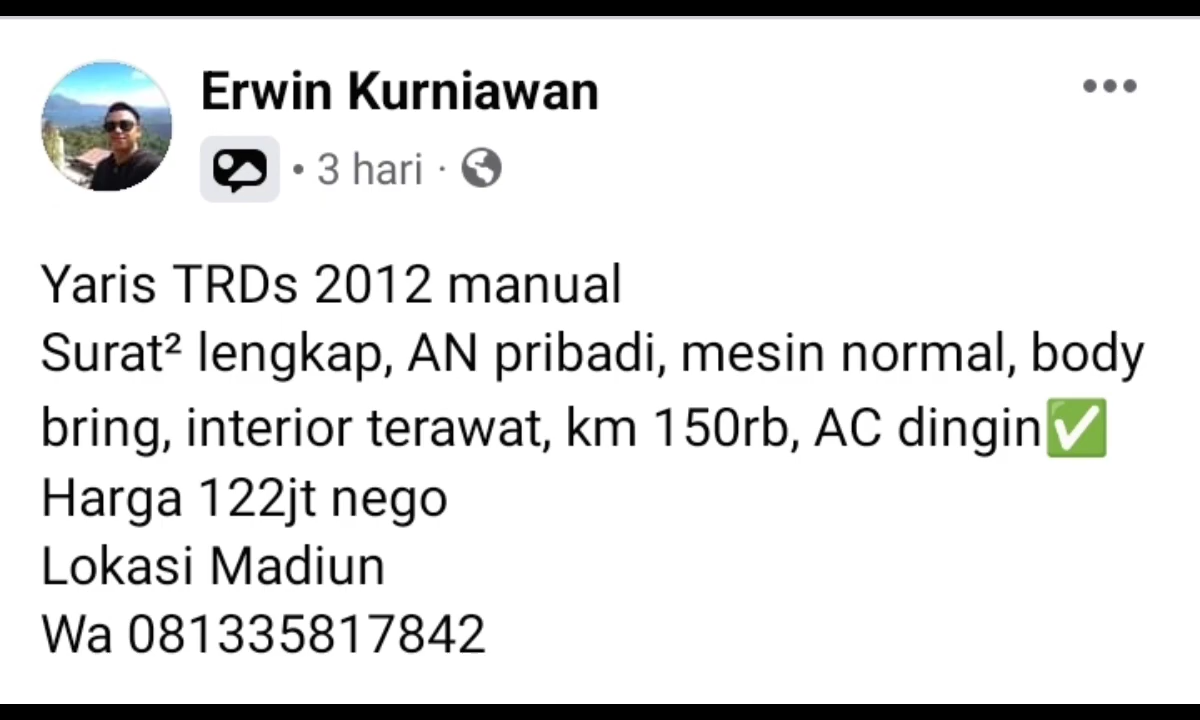 Erwin Kurniawan
• 3 hari ·
Yaris TRDs 2012 manual
Surat² lengkap, AN pribadi, mesin normal, body
bring, interior terawat, km 150rb, AC dingin✅
Harga 122jt nego
Lokasi Madiun
Wa 081335817842